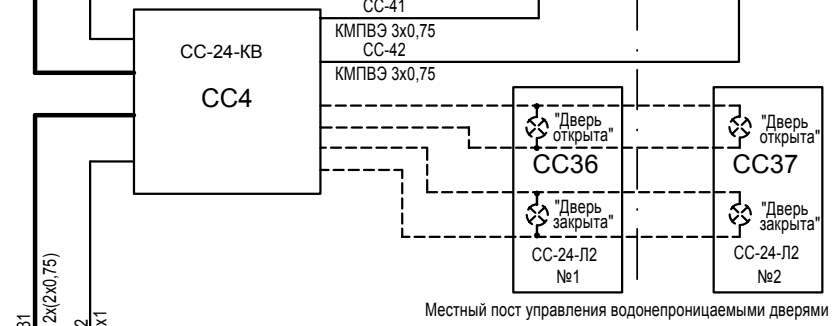 СС-41
КМПВЭ 3х0,75
СС-42
КМПВЭ 3х0,75
СС-24-КВ
СС4
"Дверь
открыта"
СС36
"Дверь
закрыта"
СС-24-Л2
№1
"Дверь
открыта"
СС37
"Дверь
закрыта"
СС-24-Л2
№2
2х(2х0,75)
Местный пост управления водонепроницаемыми дверями